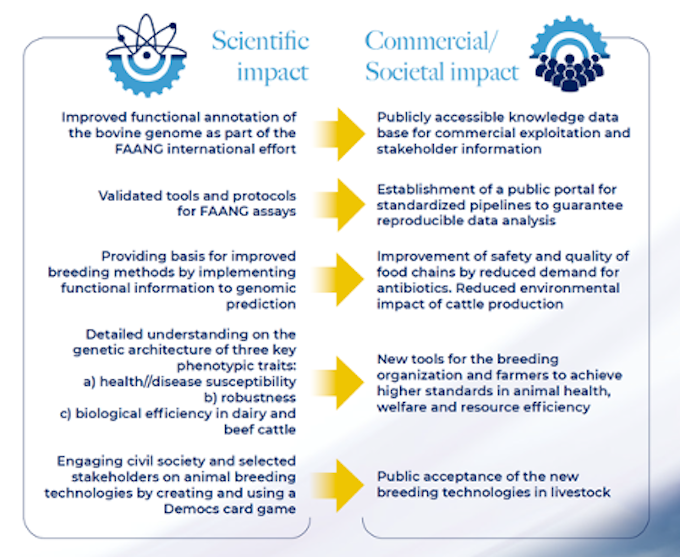 Scientific
impact
Commercial/
Societal impact
Improved functional annotation
of the bovine genome as part of the
FAANG international effort
Publicly accessible knowledge data
base for commercial exploitation and
stakeholder information
Validated tools and protocols
for FAANG assays
Establishment of a public portal for
standardized pipelines to guarantee
reproducible data analysis
Providing basis for improved
breeding methods by implementing
functional information to genomic
prediction
Improvement of safety and quality of
food chains by reduced demand for
antibiotics. Reduced environmental
impact of cattle production
Detailed understanding on the
genetic architecture of three key
phenotypic traits:
a) health//disease susceptibility
b) robustness
c) biological efficiency in dairy and
beef cattle
New tools for the breeding
organization and farmers to achieve
higher standards in animal health,
welfare and resource efficiency
Engaging civil society and selected
stakeholders on animal breeding
technologies by creating and using a
Democs card game
Public acceptance of the new
breeding technologies in livestock